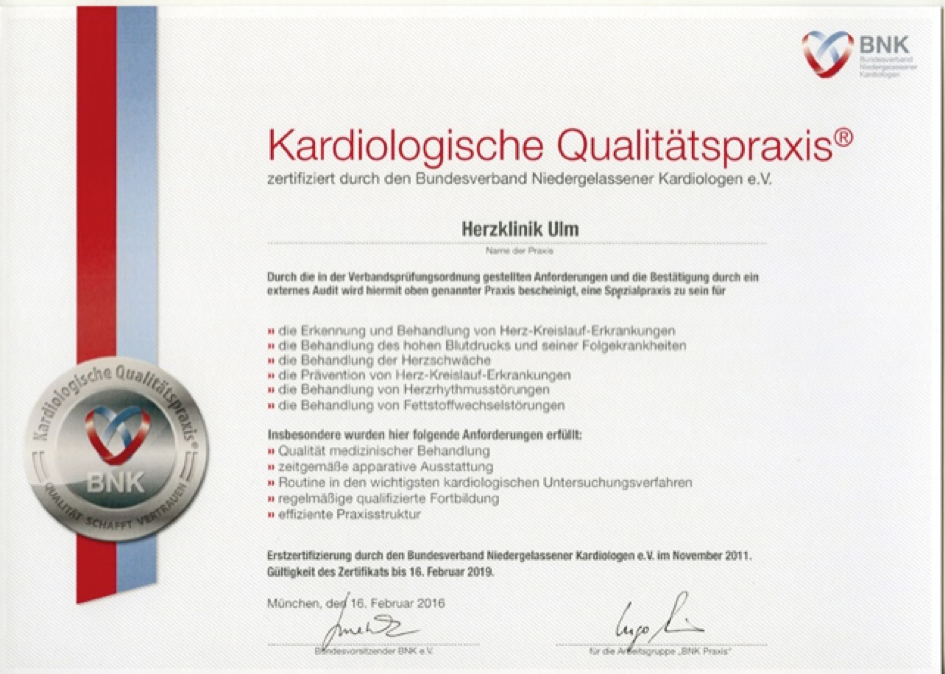 BNK
Bundesverband
Niedergelassener
Kardiologen
Kardiologische Qualitätspraxis®
zertifiziert durch den Bundesverband Niedergelassener Kardiologen e.V.
Herzklinik Ulm
Name der Praxis
Durch die in der Verbandsprüfungsordnung gestellten Anforderungen und die Bestätigung durch ein
externes Audit wird hiermit oben genannter Praxis bescheinigt, eine Spezialpraxis zu sein für
» die Erkennung und Behandlung von Herz-Kreislauf-Erkrankungen
» die Behandlung des hohen Blutdrucks und seiner Folgekrankheiten
» die Behandlung der Herzschwäche
» die Prävention von Herz-Kreislauf-Erkrankungen
» die Behandlung von Herzrhythmusstörungen
» die Behandlung von Fettstoffwechselstörungen
Insbesondere wurden hier folgende Anforderungen erfüllt:
» Qualität medizinischer Behandlung
» zeitgemäße apparative Ausstattung
» Routine in den wichtigsten kardiologischen Untersuchungsverfahren
» regelmäßige qualifizierte Fortbildung
» effiziente Praxisstruktur
Erstzertifizierung durch den Bundesverband Niedergelassener Kardiologen e.V. im November 2011.
Gültigkeit des Zertifikats bis 16. Februar 2019.
München, den 16. Februar 2016
Bundesvorsitzender BNK e.V.
für die Arbeitsgruppe „BNK Praxis"
Kardiologische Qualitätspraxis®
BNK
QUALITÄT SCHAFFT VERTRAUEN